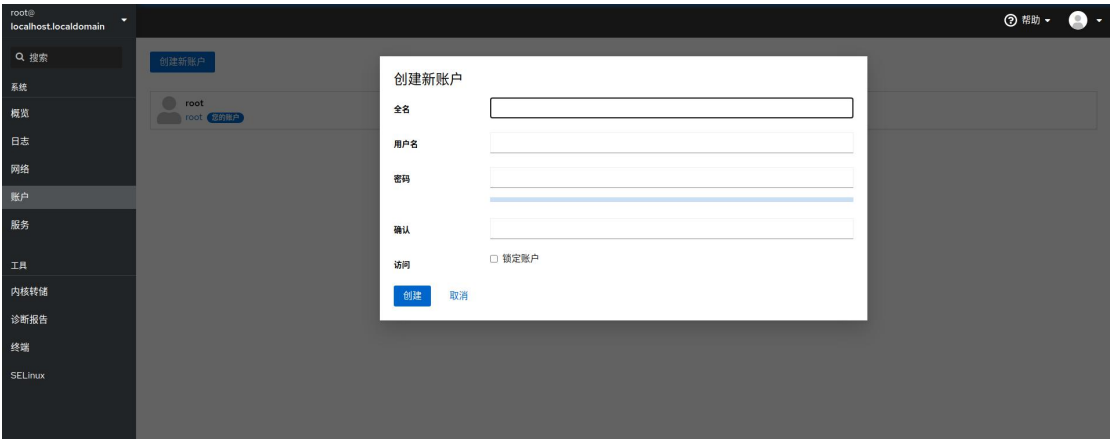 root@
localhost.localdomain
帮助
搜索
创建新账户
系统
概览
日志
网络
账户
服务
工具
内核转储
诊断报告
终端
SELinux
root
root 您的账户
创建新账户
全名
用户名
密码
确认
访问 锁定账户
创建 取消